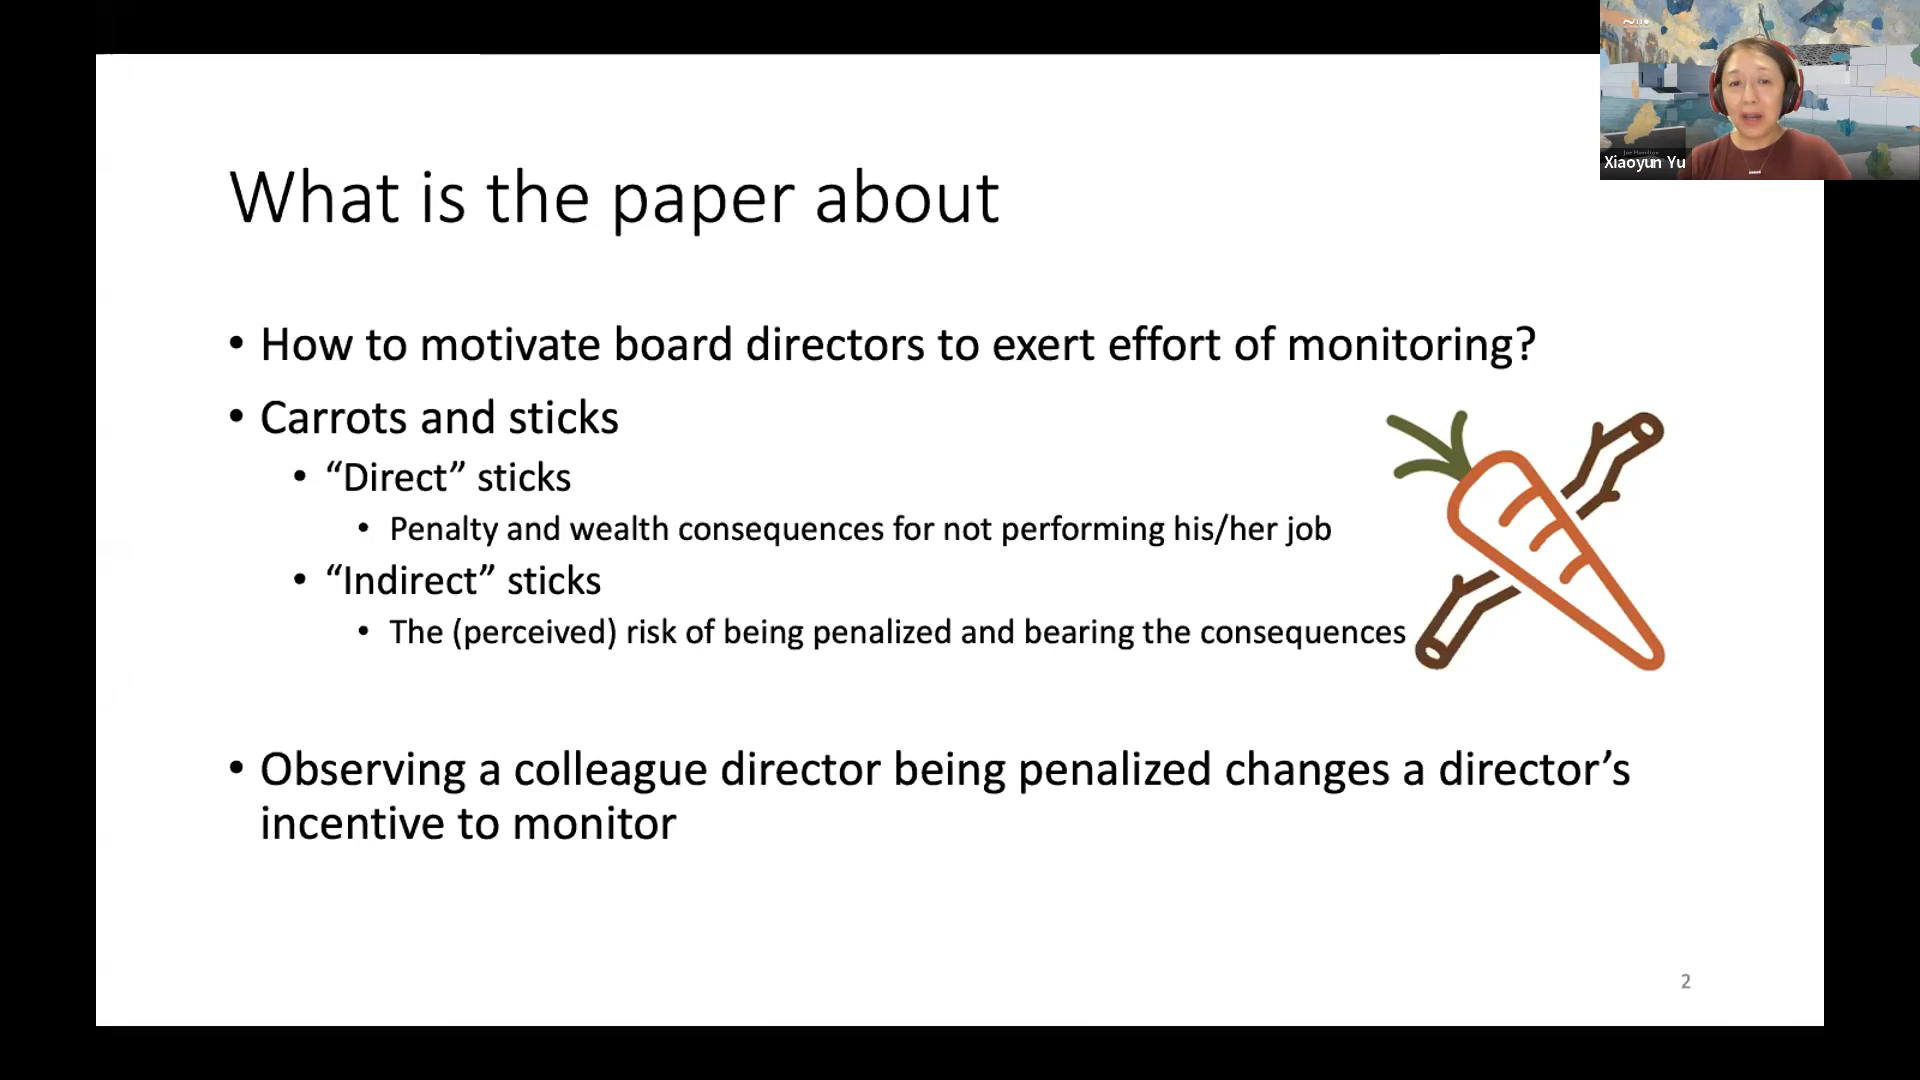 Xiaoyun Yu
What is the paper about
• How to motivate board directors to exert effort of monitoring?
• Carrots and sticks
• “Direct” sticks
• Penalty and wealth consequences for not performing his/her job
• “Indirect” sticks
• The (perceived) risk of being penalized and bearing the consequences
• Observing a colleague director being penalized changes a director’s
incentive to monitor
2